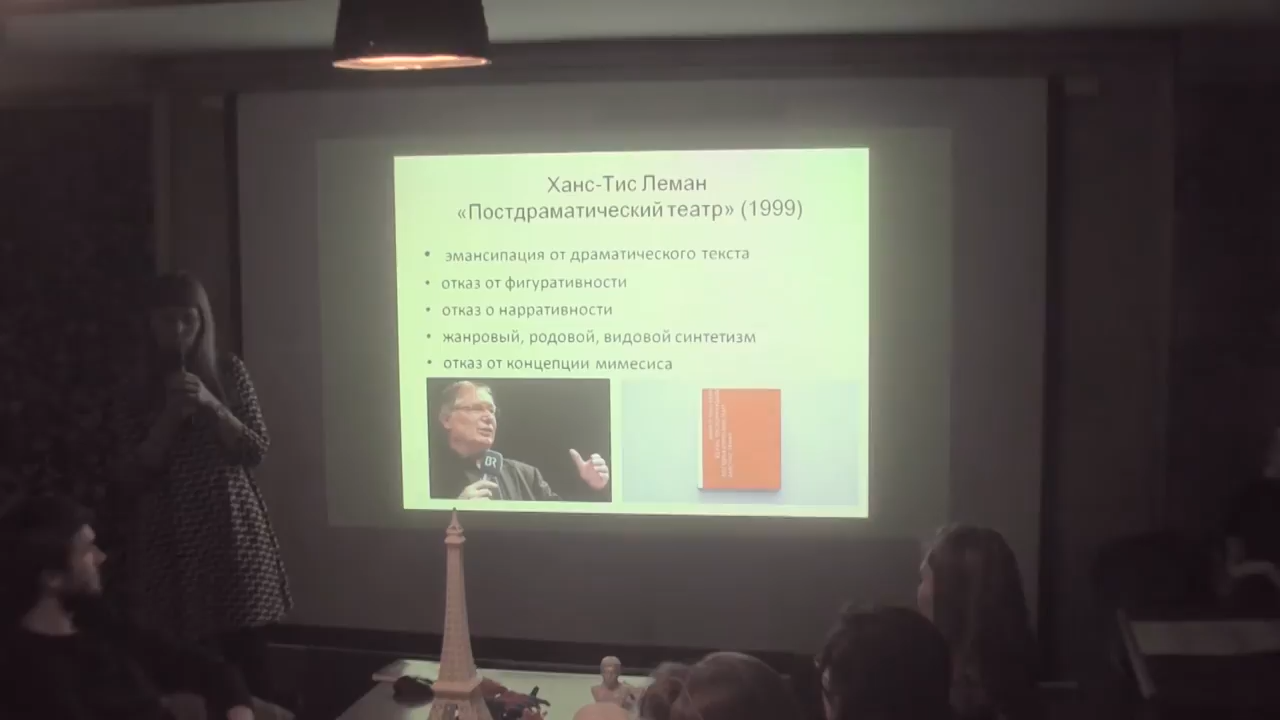 Ханс-Тис Леман
«Постдраматический театр» (1999)
• эмансипация от драматического текста
• отказ от фигуративности
• отказ о нарративности
• жанровый, родовой, видовой синтетизм
• отказ от концепции мимесиса
BR